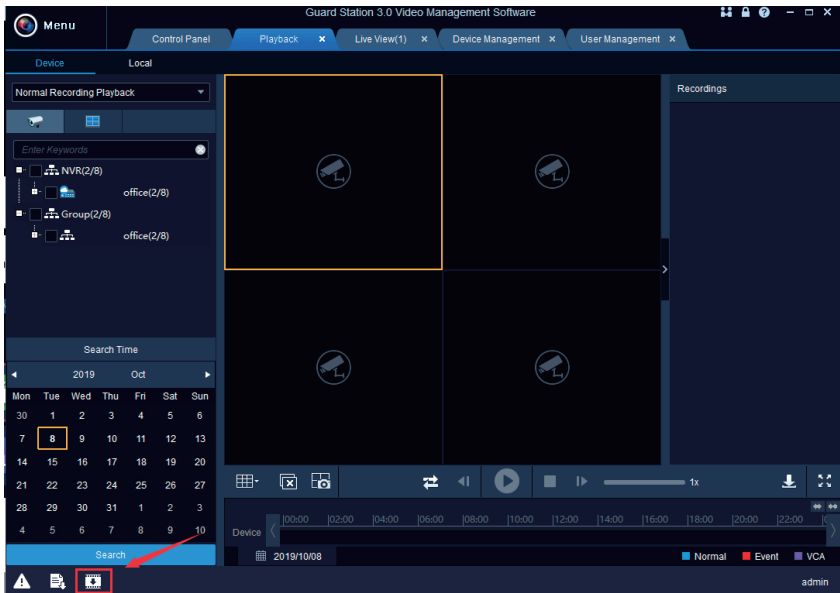 Guard Station 3.0 Video Management Software
Menu
Control Panel
Playback
Live View(1)
Device Management
User Management
Device
Local
Normal Recording Playback
Recordings
Enter Keywords
NVR(2/8)
office(2/8)
Group(2/8)
office(2/8)
Search Time
2019 Oct
Mon Tue Wed Thu Fri Sat Sun
30 1 2 3 4 5 6
7 8 9 10 11 12 13
14 15 16 17 18 19 20
21 22 23 24 25 26 27
28 29 30 31 1 2 3
4 5 6 7 8 9 10
Search
1x
00:00 02:00 04:00 06:00 08:00 10:00 12:00 14:00 16:00 18:00 20:00 22:00
Device
2019/10/08
Normal Event VCA
admin